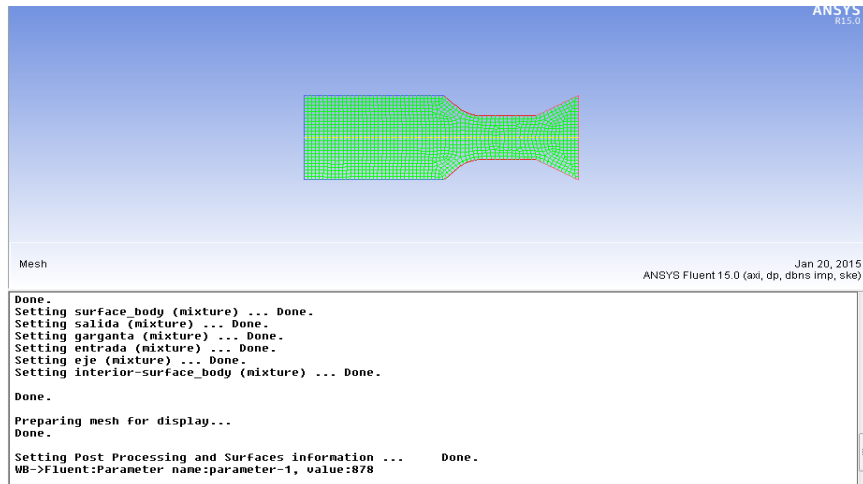 ANSYS
R15.0
Mesh
Jan 20, 2015
ANSYS Fluent 15.0 (axi, dp, dbns imp, ske)
Done.
Setting surface_body (mixture) ... Done.
Setting salida (mixture) ... Done.
Setting garganta (mixture) ... Done.
Setting entrada (mixture) ... Done.
Setting eje (mixture) ... Done.
Setting interior-surface_body (mixture) ... Done.
Done.
Preparing mesh for display...
Done.
Setting Post Processing and Surfaces information ... Done.
WB->Fluent:Parameter name:parameter-1, value:878